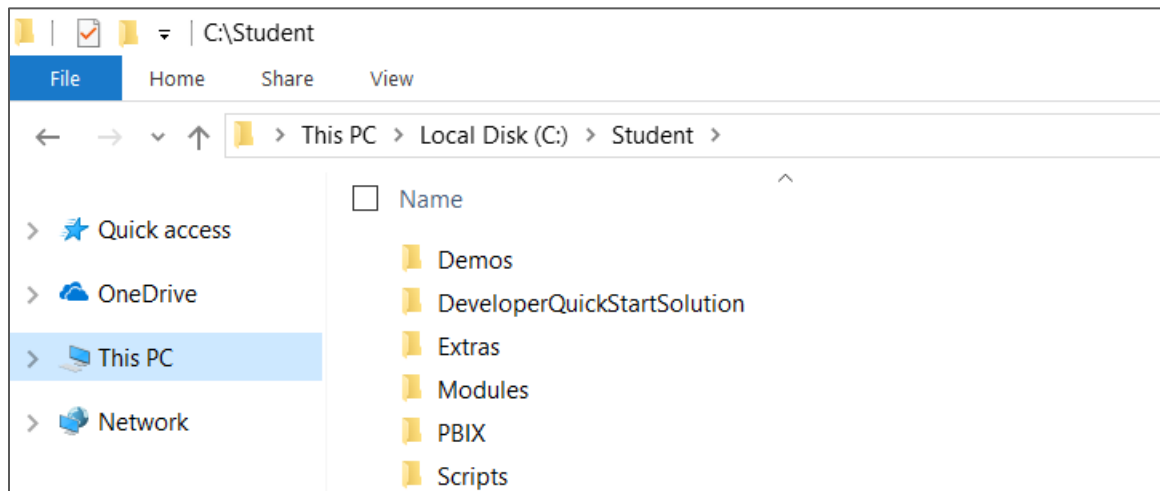 C:\Student
File Home Share View
This PC > Local Disk (C:) > Student >
Name
Quick access
OneDrive
This PC
Network
Demos
DeveloperQuickStartSolution
Extras
Modules
PBIX
Scripts